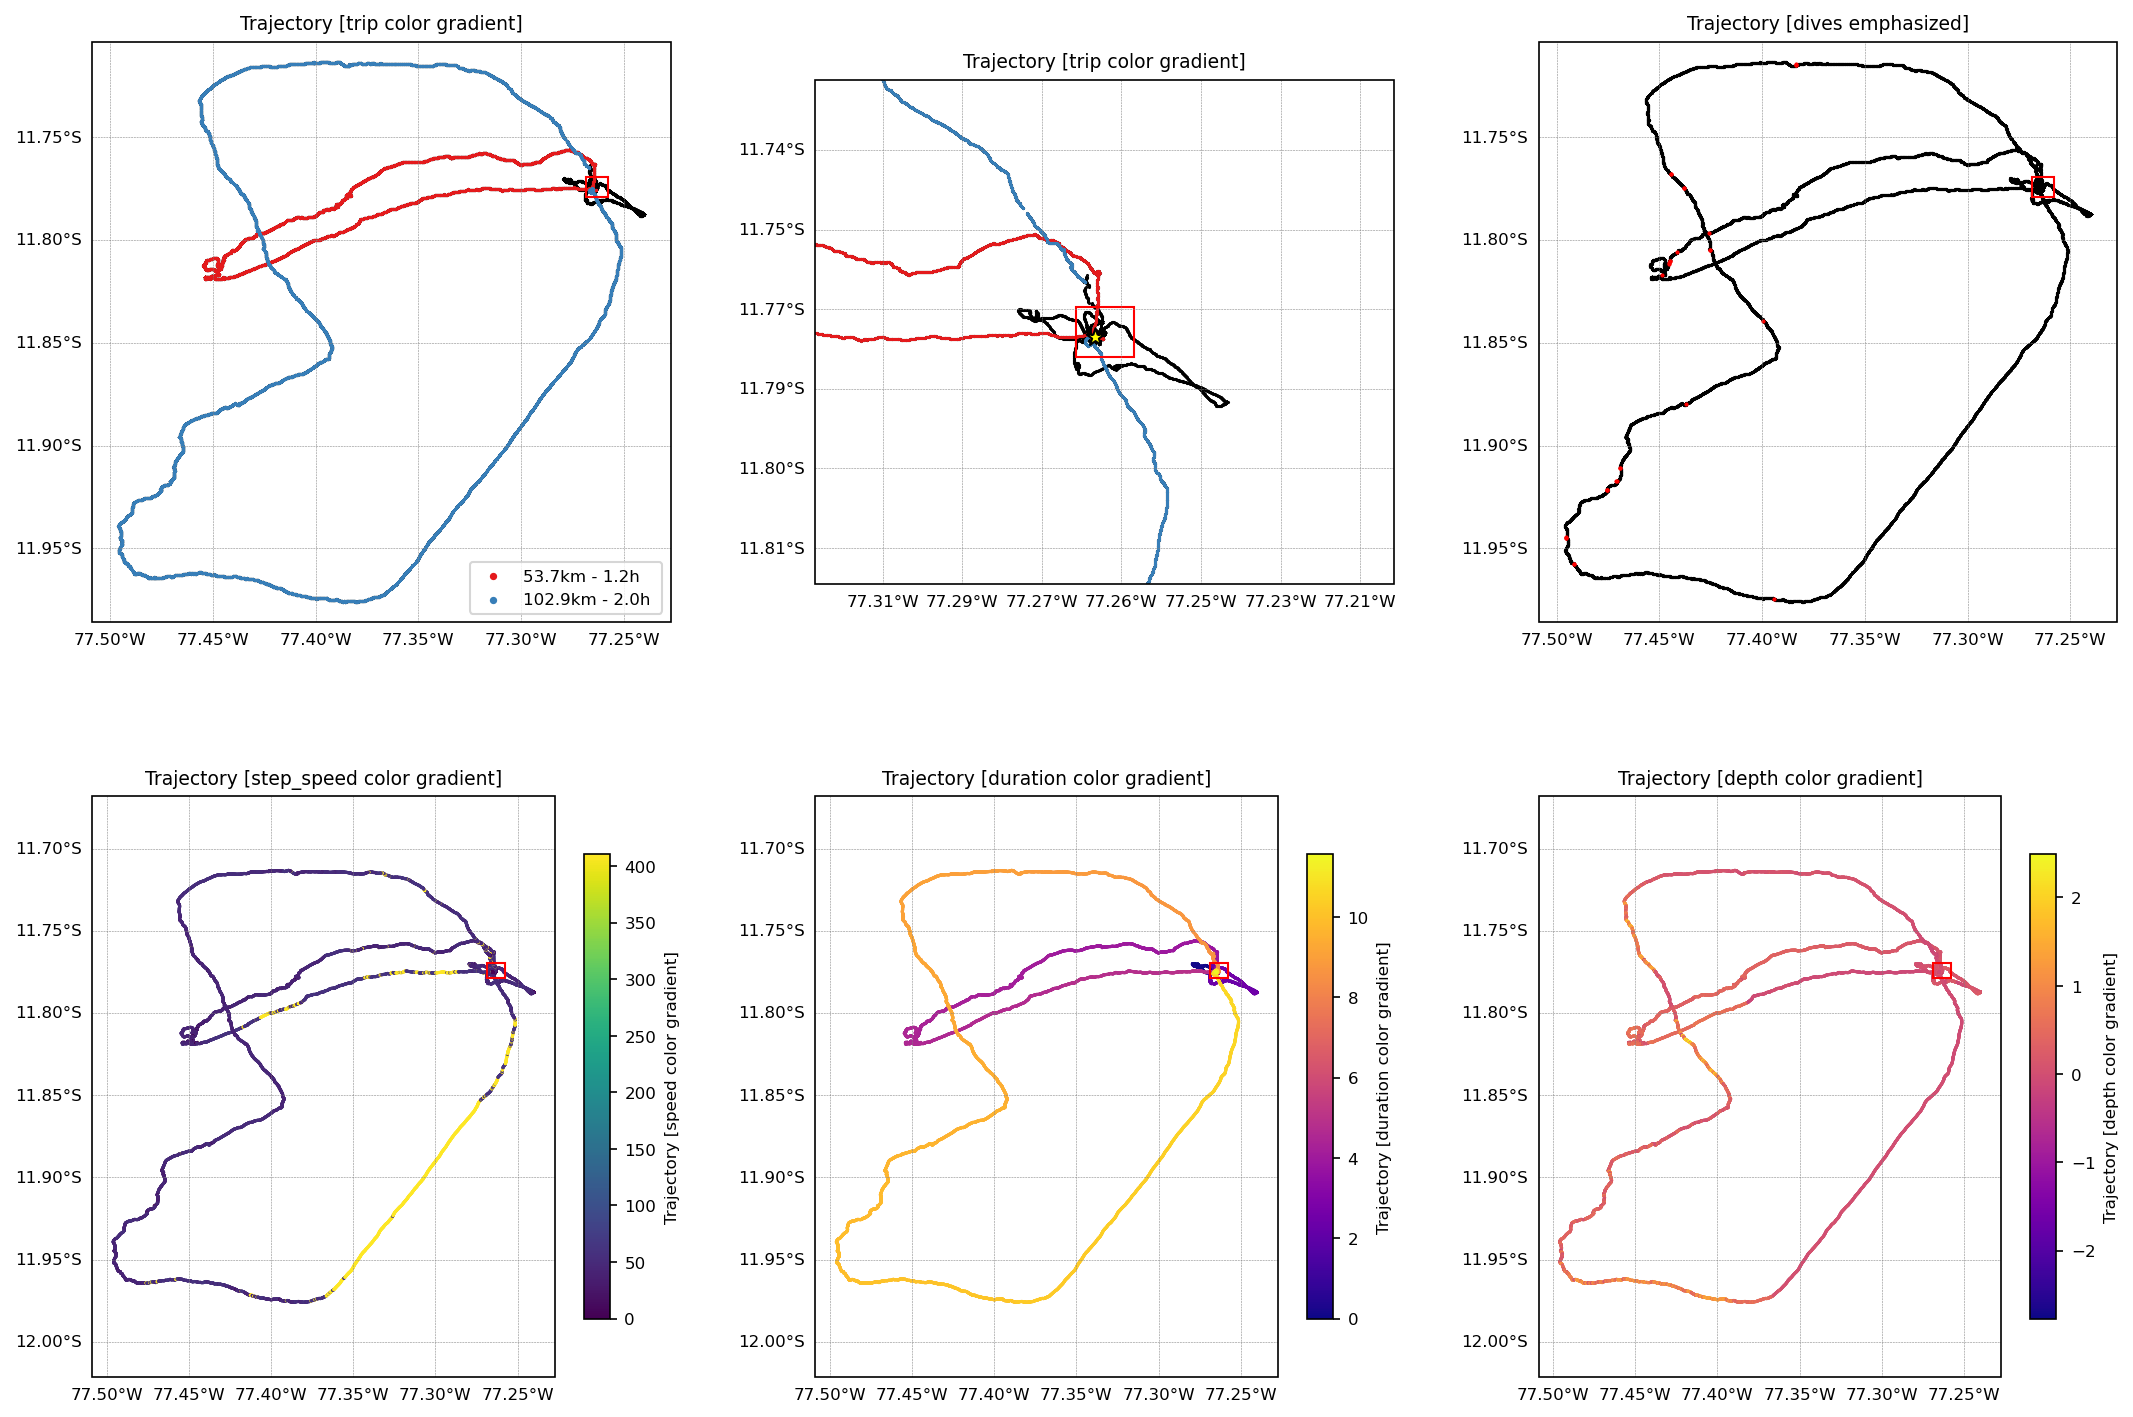 Trajectory [trip color gradient]
11.75°S
11.80°S
11.85°S
11.90°S
11.95°S
77.50°W 77.45°W 77.40°W 77.35°W 77.30°W 77.25°W
53.7km - 1.2h
102.9km - 2.0h
Trajectory [trip color gradient]
11.74°S
11.75°S
11.77°S
11.79°S
11.80°S
11.81°S
77.31°W 77.29°W 77.27°W 77.26°W 77.25°W 77.23°W 77.21°W
Trajectory [dives emphasized]
11.75°S
11.80°S
11.85°S
11.90°S
11.95°S
77.50°W 77.45°W 77.40°W 77.35°W 77.30°W 77.25°W
Trajectory [step_speed color gradient]
11.70°S
11.75°S
11.80°S
11.85°S
11.90°S
11.95°S
12.00°S
77.50°W 77.45°W 77.40°W 77.35°W 77.30°W 77.25°W
400
350
300
250
200
150
100
50
0
Trajectory [speed color gradient]
Trajectory [duration color gradient]
11.70°S
11.75°S
11.80°S
11.85°S
11.90°S
11.95°S
12.00°S
77.50°W 77.45°W 77.40°W 77.35°W 77.30°W 77.25°W
10
8
6
4
2
0
Trajectory [duration color gradient]
Trajectory [depth color gradient]
11.70°S
11.75°S
11.80°S
11.85°S
11.90°S
11.95°S
12.00°S
77.50°W 77.45°W 77.40°W 77.35°W 77.30°W 77.25°W
2
1
0
−1
−2
Trajectory [depth color gradient]